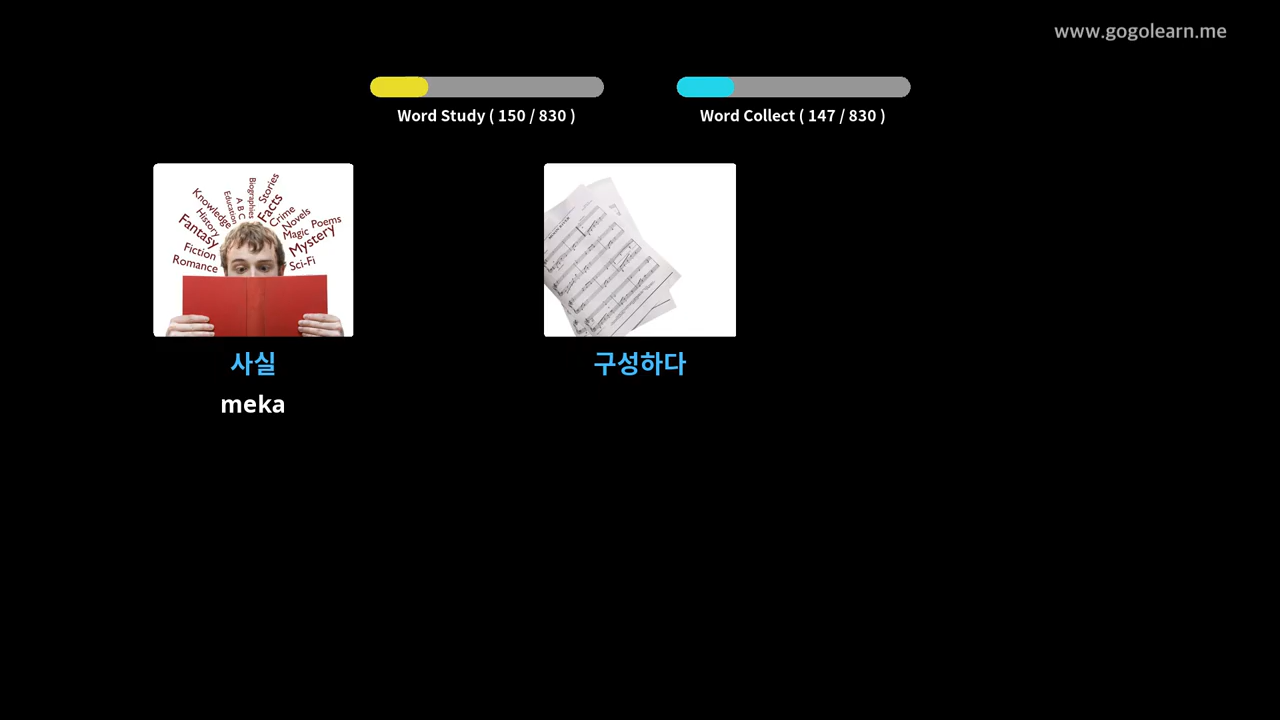 www.gogolearn.me
Word Study ( 150 / 830 )
Word Collect ( 147 / 830 )
Biographies
Stories
Facts
A B C
Education
Knowledge
Crime
History
Novels
Poems
Magic
Fantasy
Mystery
Fiction
Sci-Fi
Romance
사실
구성하다
meka